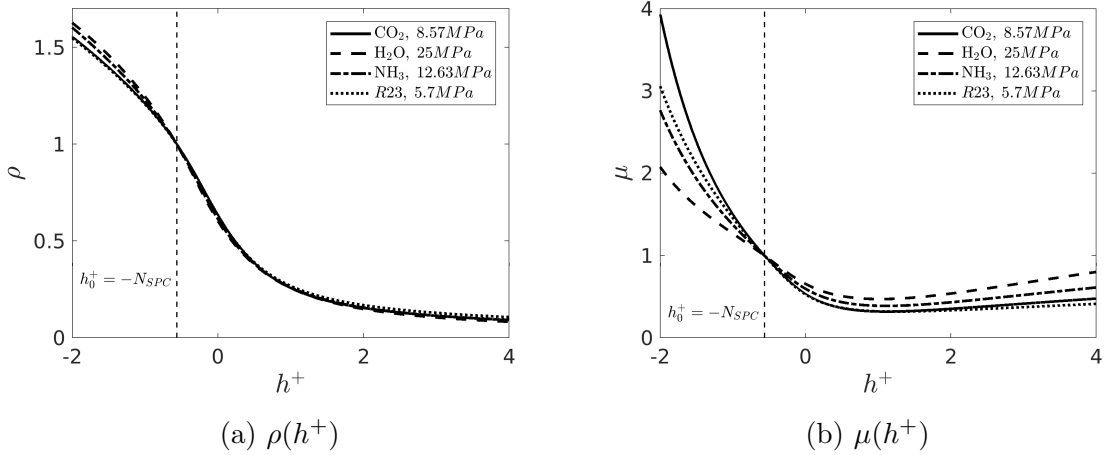 1.5
1
0.5
0
ρ
CO₂, 8.57MPa
H₂O, 25MPa
NH₃, 12.63MPa
R23, 5.7MPa
h₀⁺ = −N_SPC
-2
0
2
4
h⁺
(a) ρ(h⁺)
4
3
2
1
0
μ
CO₂, 8.57MPa
H₂O, 25MPa
NH₃, 12.63MPa
R23, 5.7MPa
h₀⁺ = −N_SPC
-2
0
2
4
h⁺
(b) μ(h⁺)